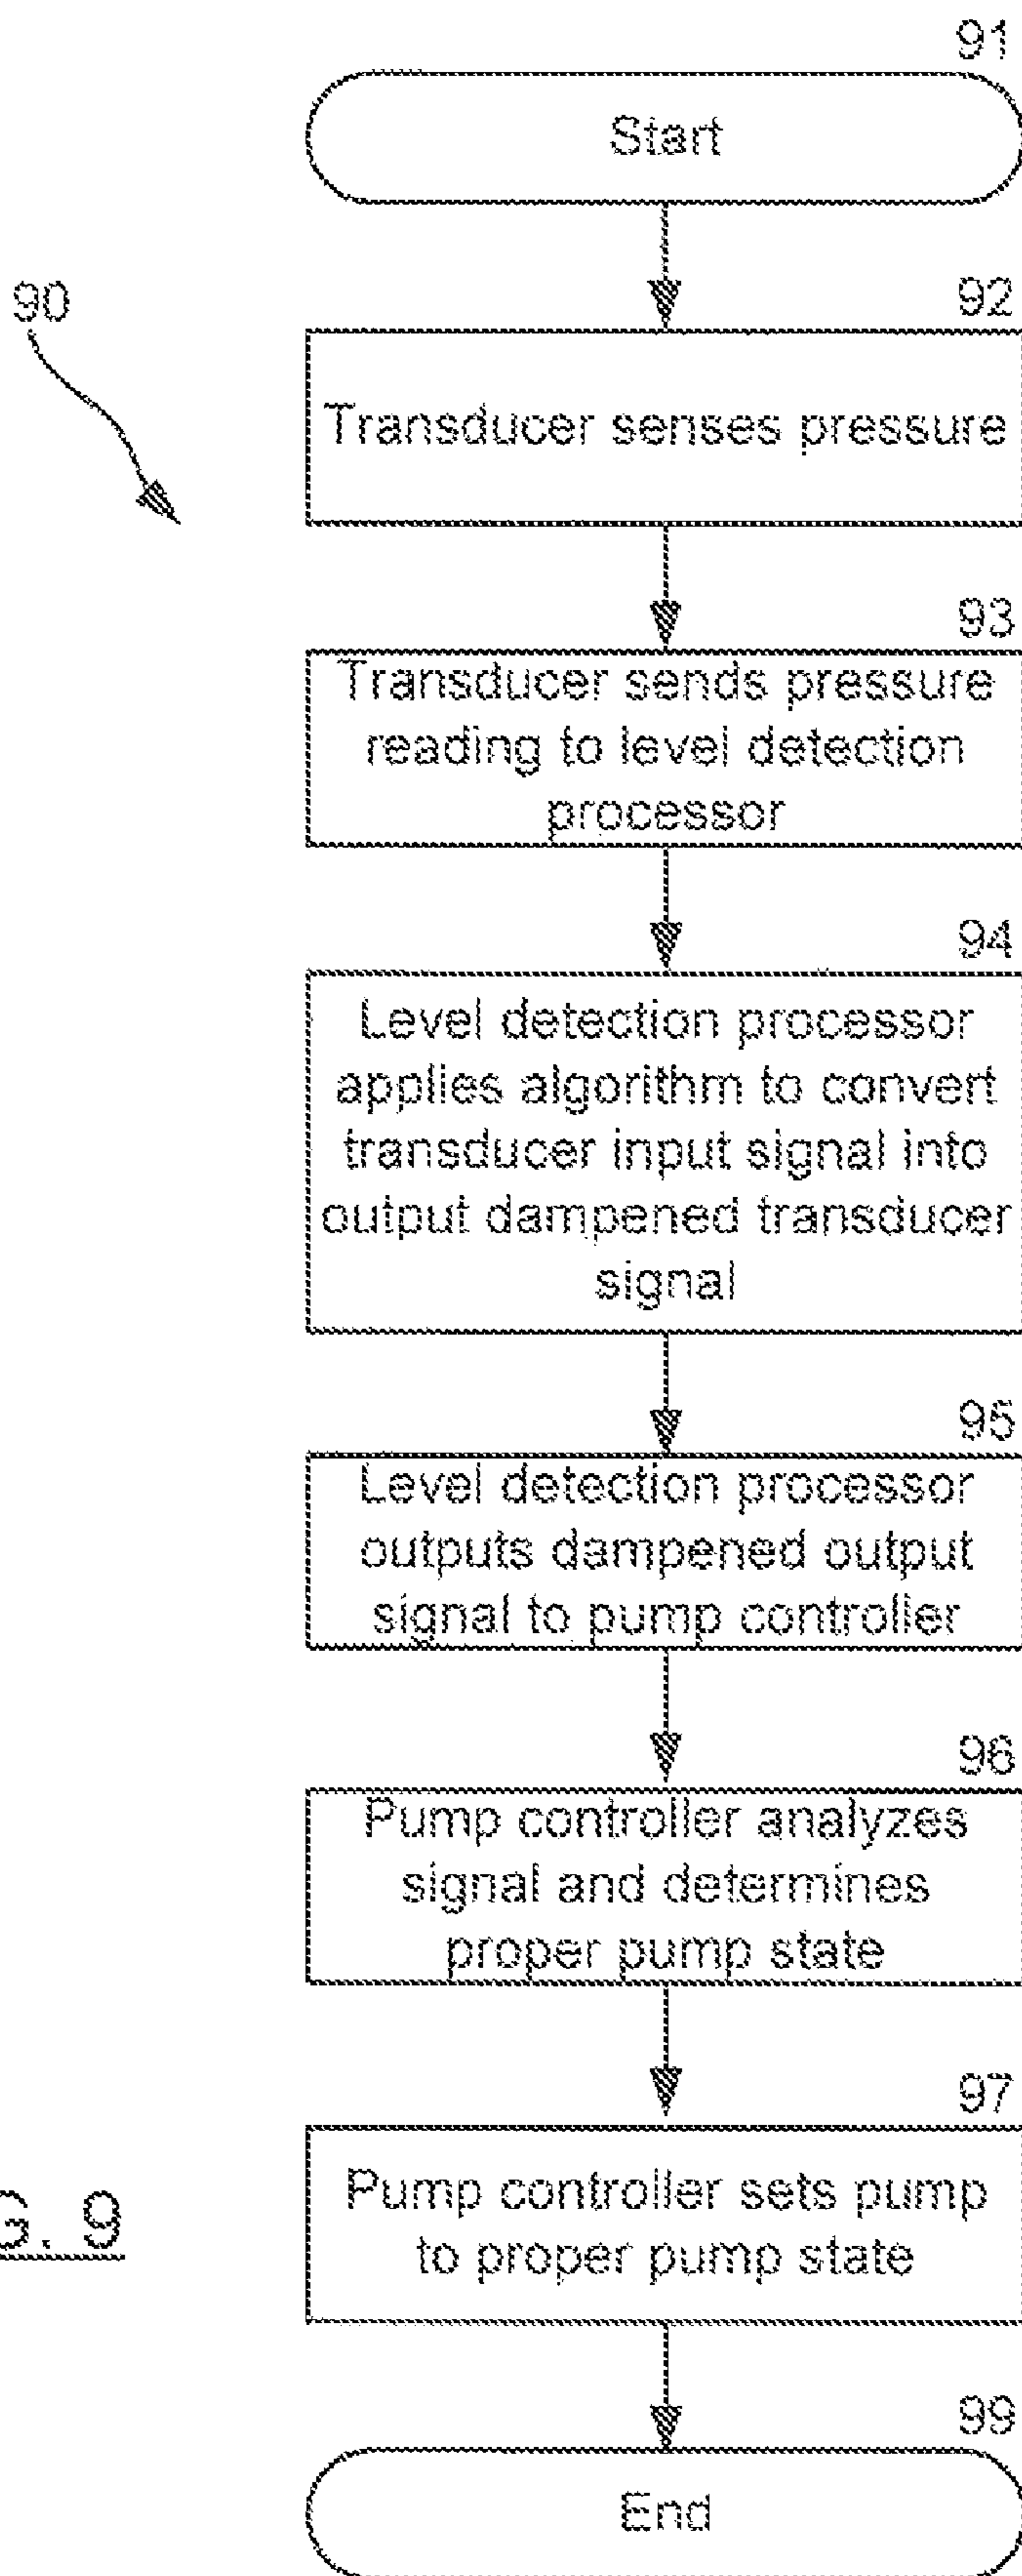 91
Start
90
92
Transducer senses pressure
93
Transducer sends pressure
reading to level detection
processor
94
Level detection processor
applies algorithm to convert
transducer input signal into
output dampened transducer
signal
95
Level detection processor
outputs dampened output
signal to pump controller
96
Pump controller analyzes
signal and determines
proper pump state
97
Pump controller sets pump
to proper pump state
G. 9
99
End